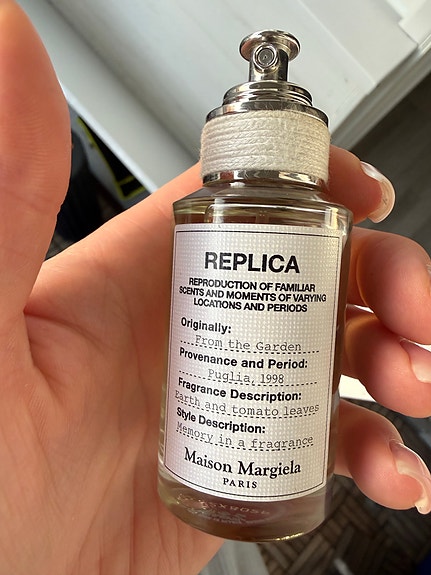 REPLICA
REPRODUCTION OF FAMILIAR
SCENTS AND MOMENTS OF VARYING
LOCATIONS AND PERIODS
Originally:
From the Garden
Provenance and Period:
Puglia, 1998
Fragrance Description:
Earth and tomato leaves
Style Description:
Memory in a fragrance
Maison Margiela
PARIS